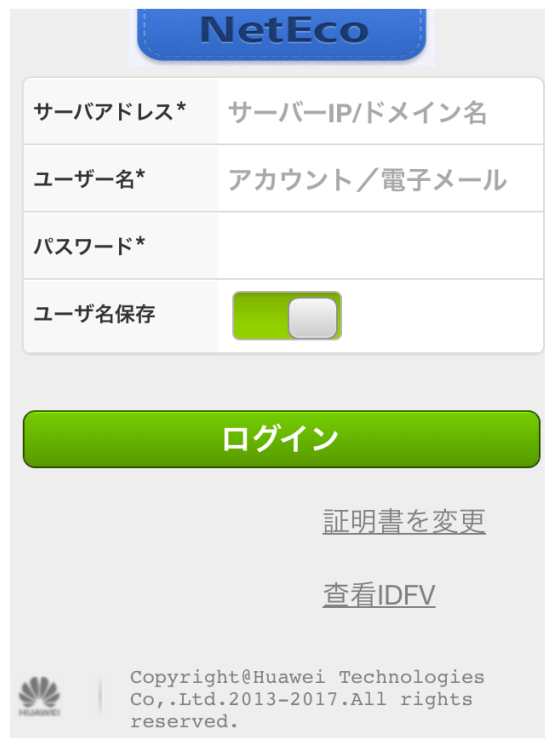 NetEco
サーバアドレス* サーバーIP/ドメイン名
ユーザー名* アカウント／電子メール
パスワード*
ユーザ名保存
ログイン
証明書を変更
查看IDFV
Copyright@Huawei Technologies
Co,.Ltd.2013-2017.All rights
reserved.
HUAWEI